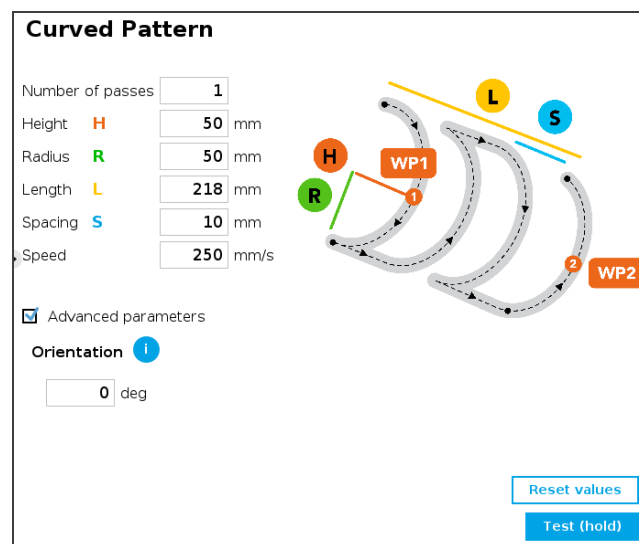 Curved Pattern
Number of passes 1
Height H 50 mm
Radius R 50 mm
Length L 218 mm
Spacing S 10 mm
Speed 250 mm/s
Advanced parameters
Orientation i
0 deg
L
S
H
WP1
R
1
2
WP2
Reset values
Test (hold)